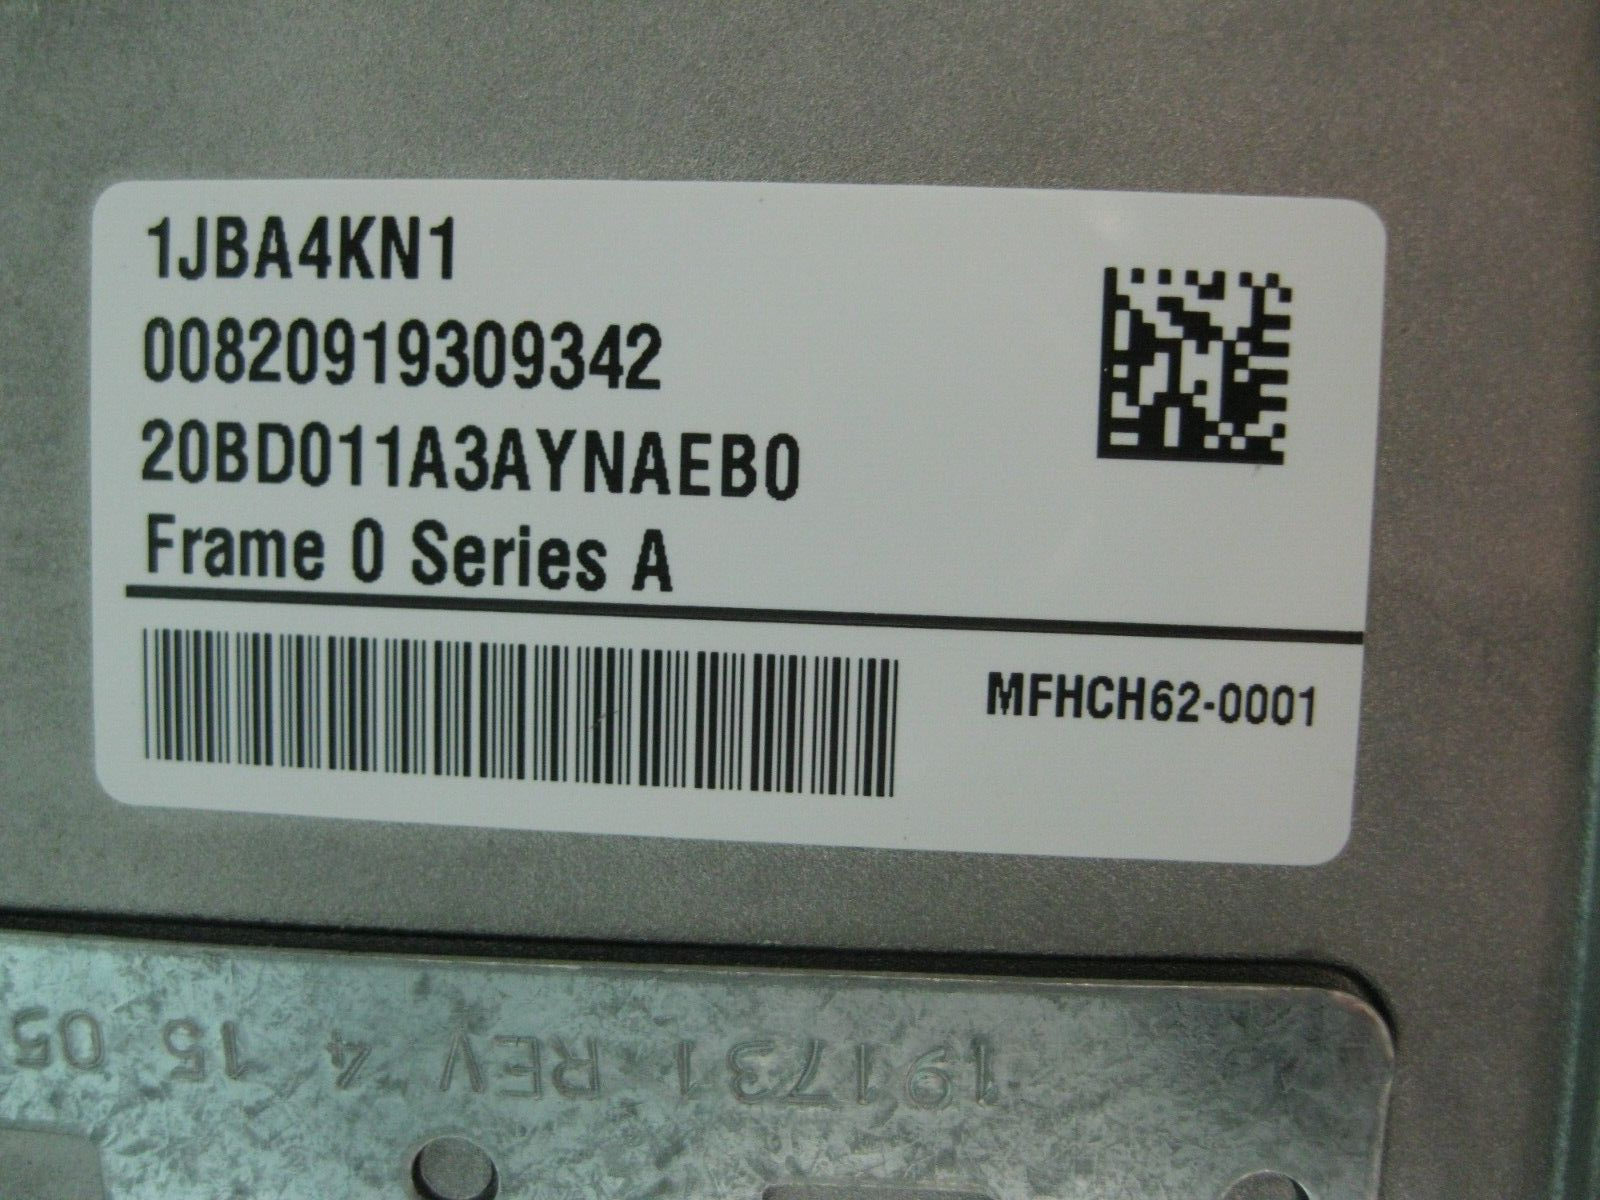 1JBA4KN1
00820919309342
20BD011A3AYNAEB0
Frame 0 Series A
MFHCH62-0001
191731 REV 4 15 05